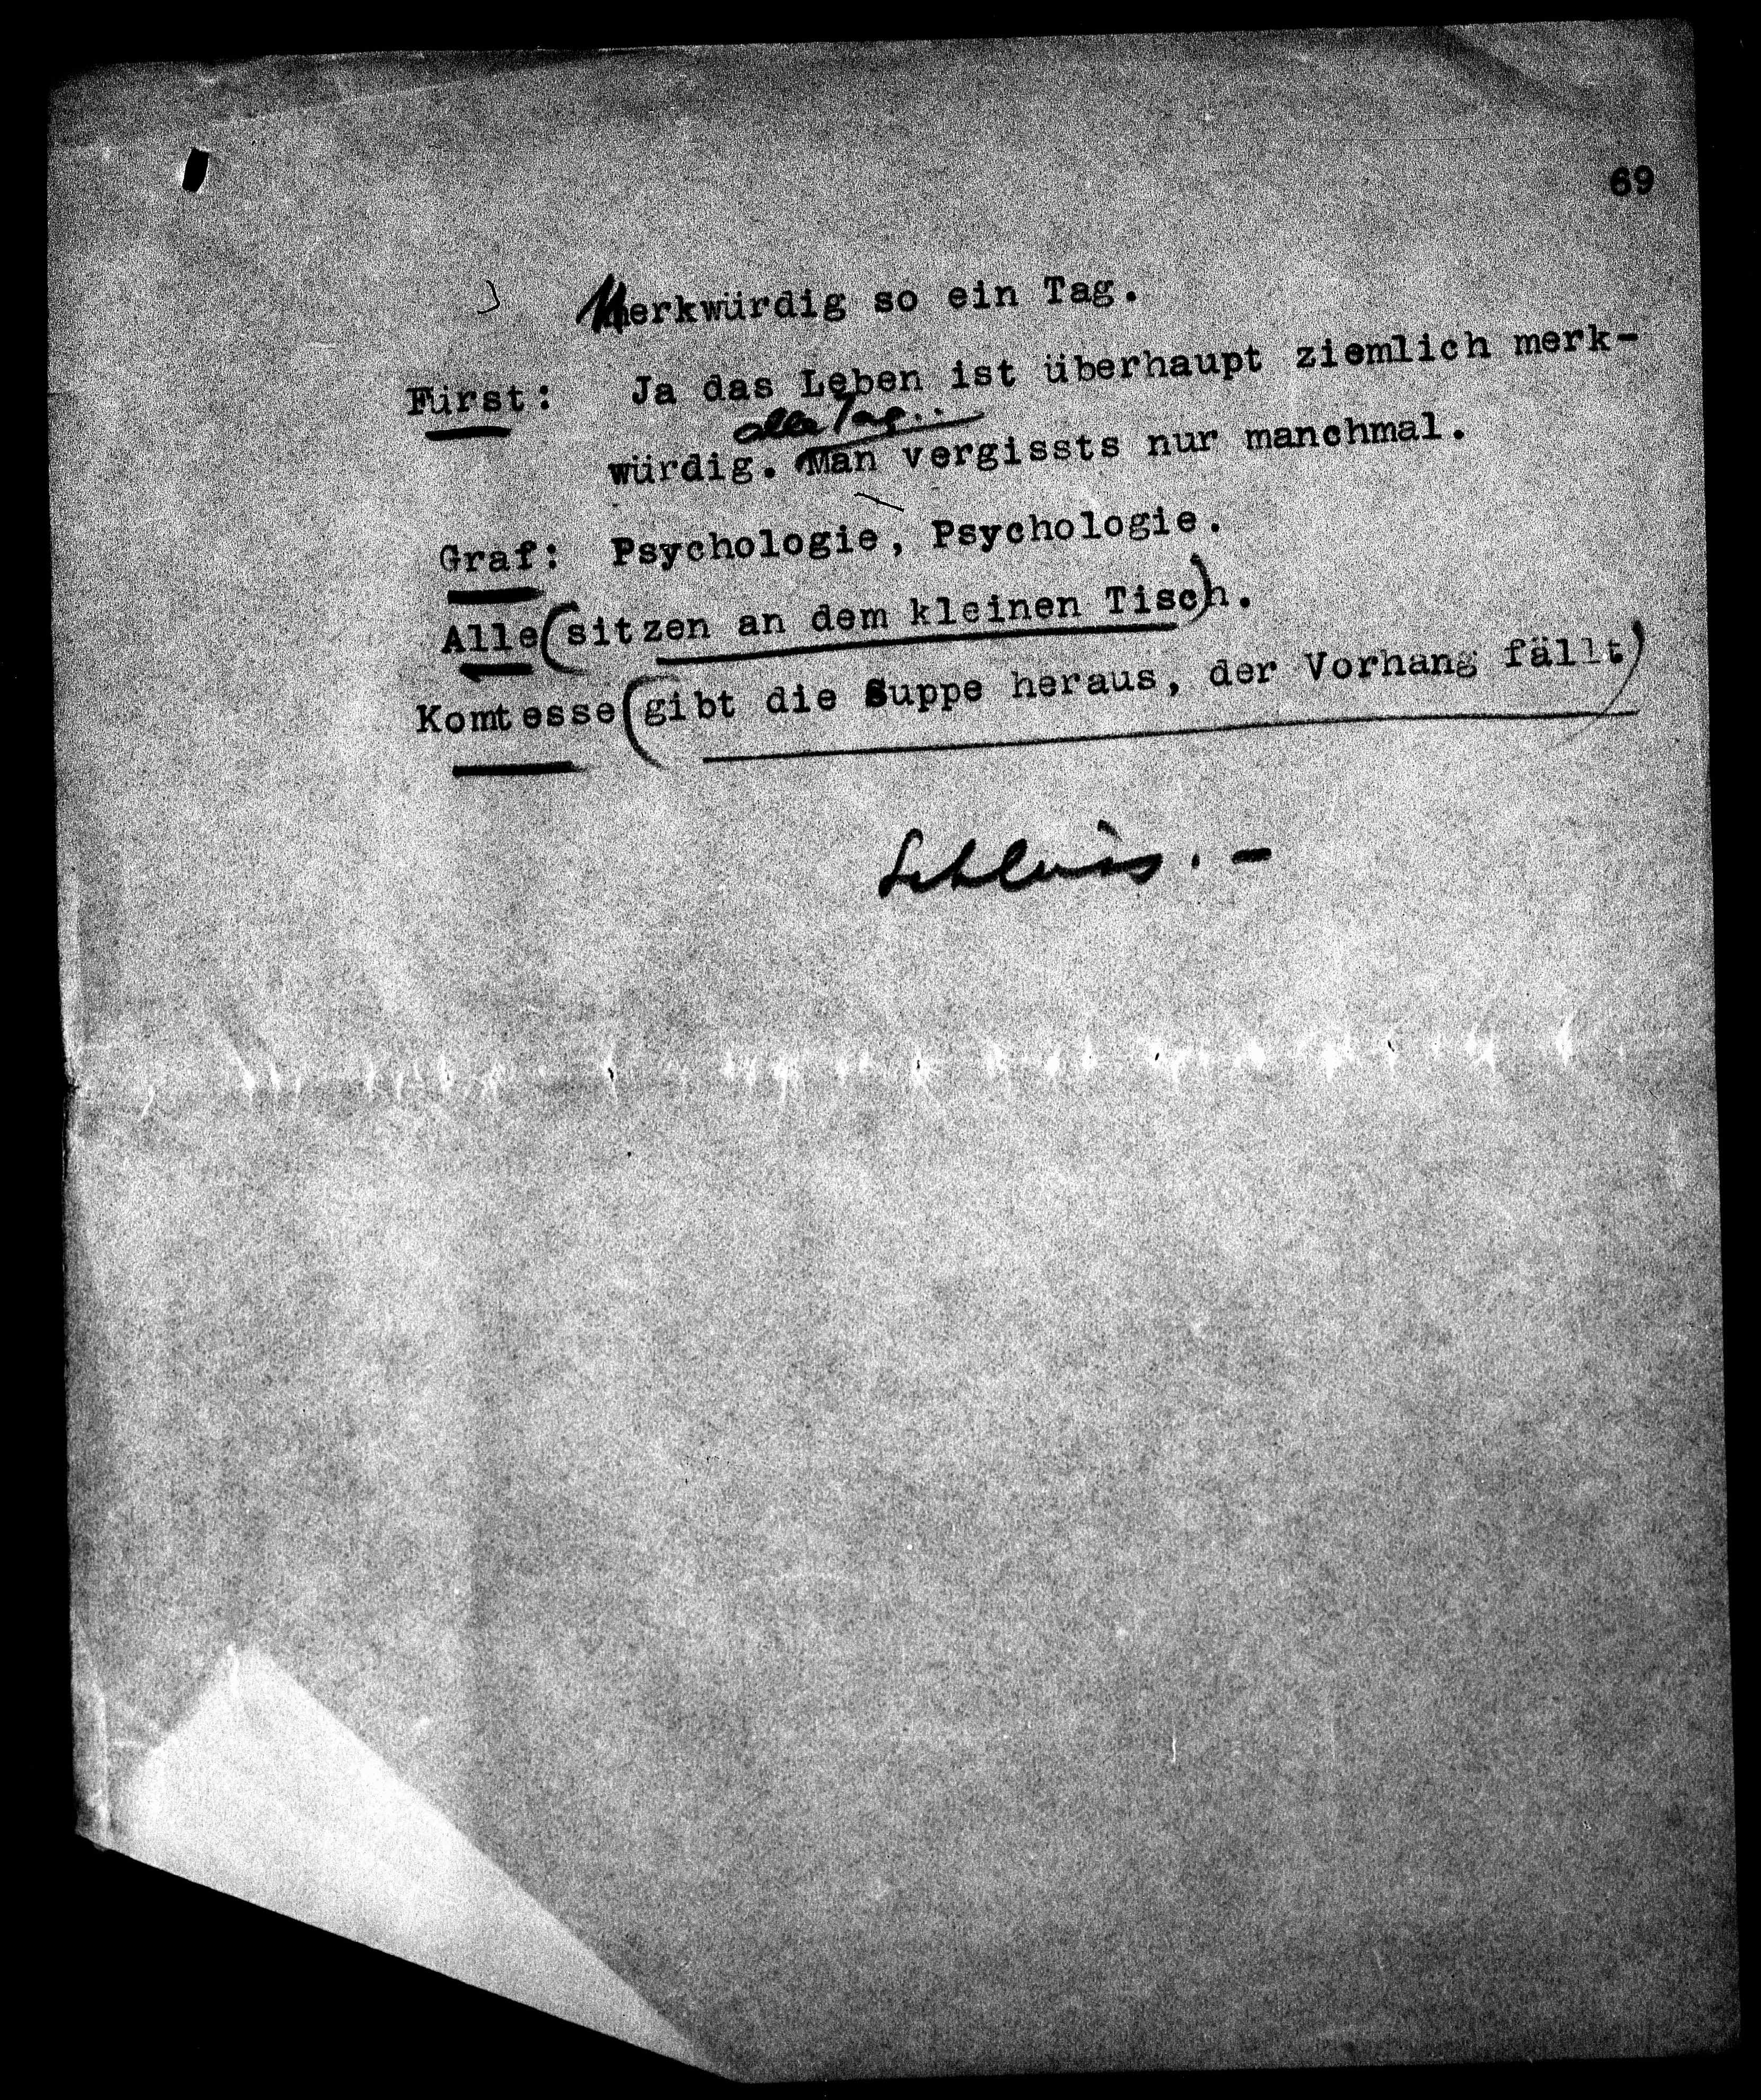 69
Merkwürdig so ein Tag.
Fürst: Ja das Leben ist überhaupt ziemlich merk-
alle Tag..
würdig. Man vergissts nur manchmal.
Graf: Psychologie, Psychologie.
Alle (sitzen an dem kleinen Tisch).
Komtesse (gibt die Suppe heraus, der Vorhang fällt)
Schluss. -